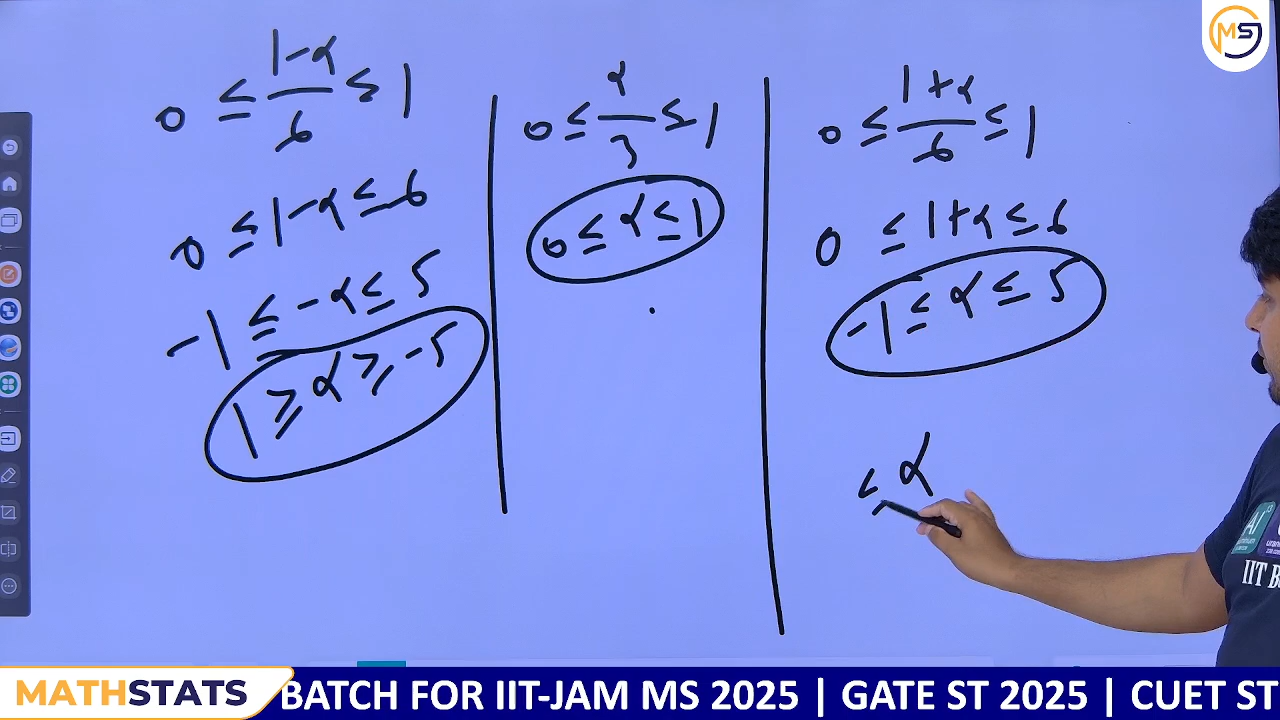 MS
0 ≤ (1-α)/6 ≤ 1
0 ≤ 1-α ≤ 6
-1 ≤ -α ≤ 5
1 ≥ α ≥ -5
0 ≤ α/3 ≤ 1
0 ≤ α ≤ 1
0 ≤ (1+α)/6 ≤ 1
0 ≤ 1+α ≤ 6
-1 ≤ α ≤ 5
≤ α
IIT
MATHSTATS
BATCH FOR IIT-JAM MS 2025 | GATE ST 2025 | CUET ST